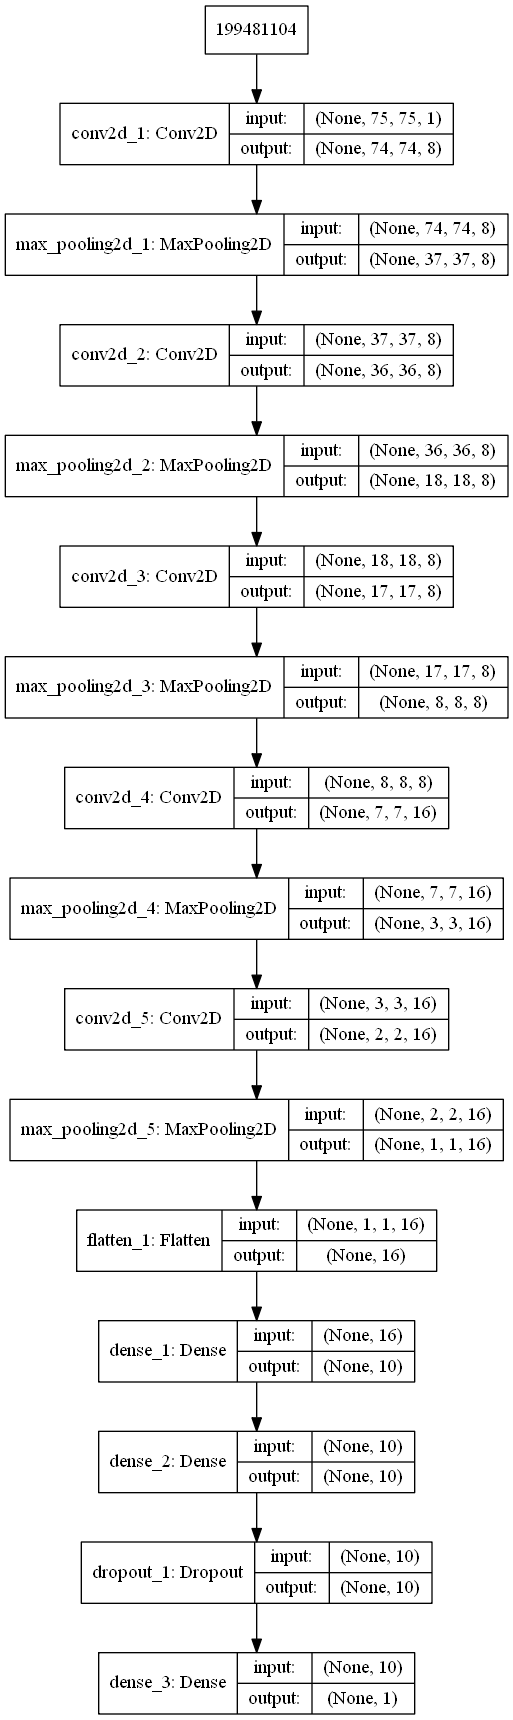 199481104
conv2d_1: Conv2D
input: (None, 75, 75, 1)
output: (None, 74, 74, 8)
max_pooling2d_1: MaxPooling2D
input: (None, 74, 74, 8)
output: (None, 37, 37, 8)
conv2d_2: Conv2D
input: (None, 37, 37, 8)
output: (None, 36, 36, 8)
max_pooling2d_2: MaxPooling2D
input: (None, 36, 36, 8)
output: (None, 18, 18, 8)
conv2d_3: Conv2D
input: (None, 18, 18, 8)
output: (None, 17, 17, 8)
max_pooling2d_3: MaxPooling2D
input: (None, 17, 17, 8)
output: (None, 8, 8, 8)
conv2d_4: Conv2D
input: (None, 8, 8, 8)
output: (None, 7, 7, 16)
max_pooling2d_4: MaxPooling2D
input: (None, 7, 7, 16)
output: (None, 3, 3, 16)
conv2d_5: Conv2D
input: (None, 3, 3, 16)
output: (None, 2, 2, 16)
max_pooling2d_5: MaxPooling2D
input: (None, 2, 2, 16)
output: (None, 1, 1, 16)
flatten_1: Flatten
input: (None, 1, 1, 16)
output: (None, 16)
dense_1: Dense
input: (None, 16)
output: (None, 10)
dense_2: Dense
input: (None, 10)
output: (None, 10)
dropout_1: Dropout
input: (None, 10)
output: (None, 10)
dense_3: Dense
input: (None, 10)
output: (None, 1)